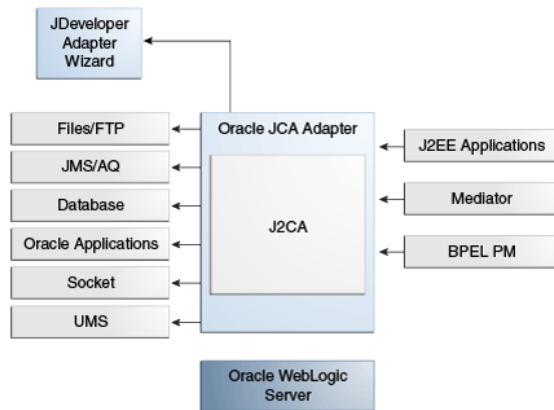 JDeveloper
Adapter
Wizard
Files/FTP
JMS/AQ
Database
Oracle Applications
Socket
UMS
Oracle JCA Adapter
J2CA
J2EE Applications
Mediator
BPEL PM
Oracle WebLogic
Server